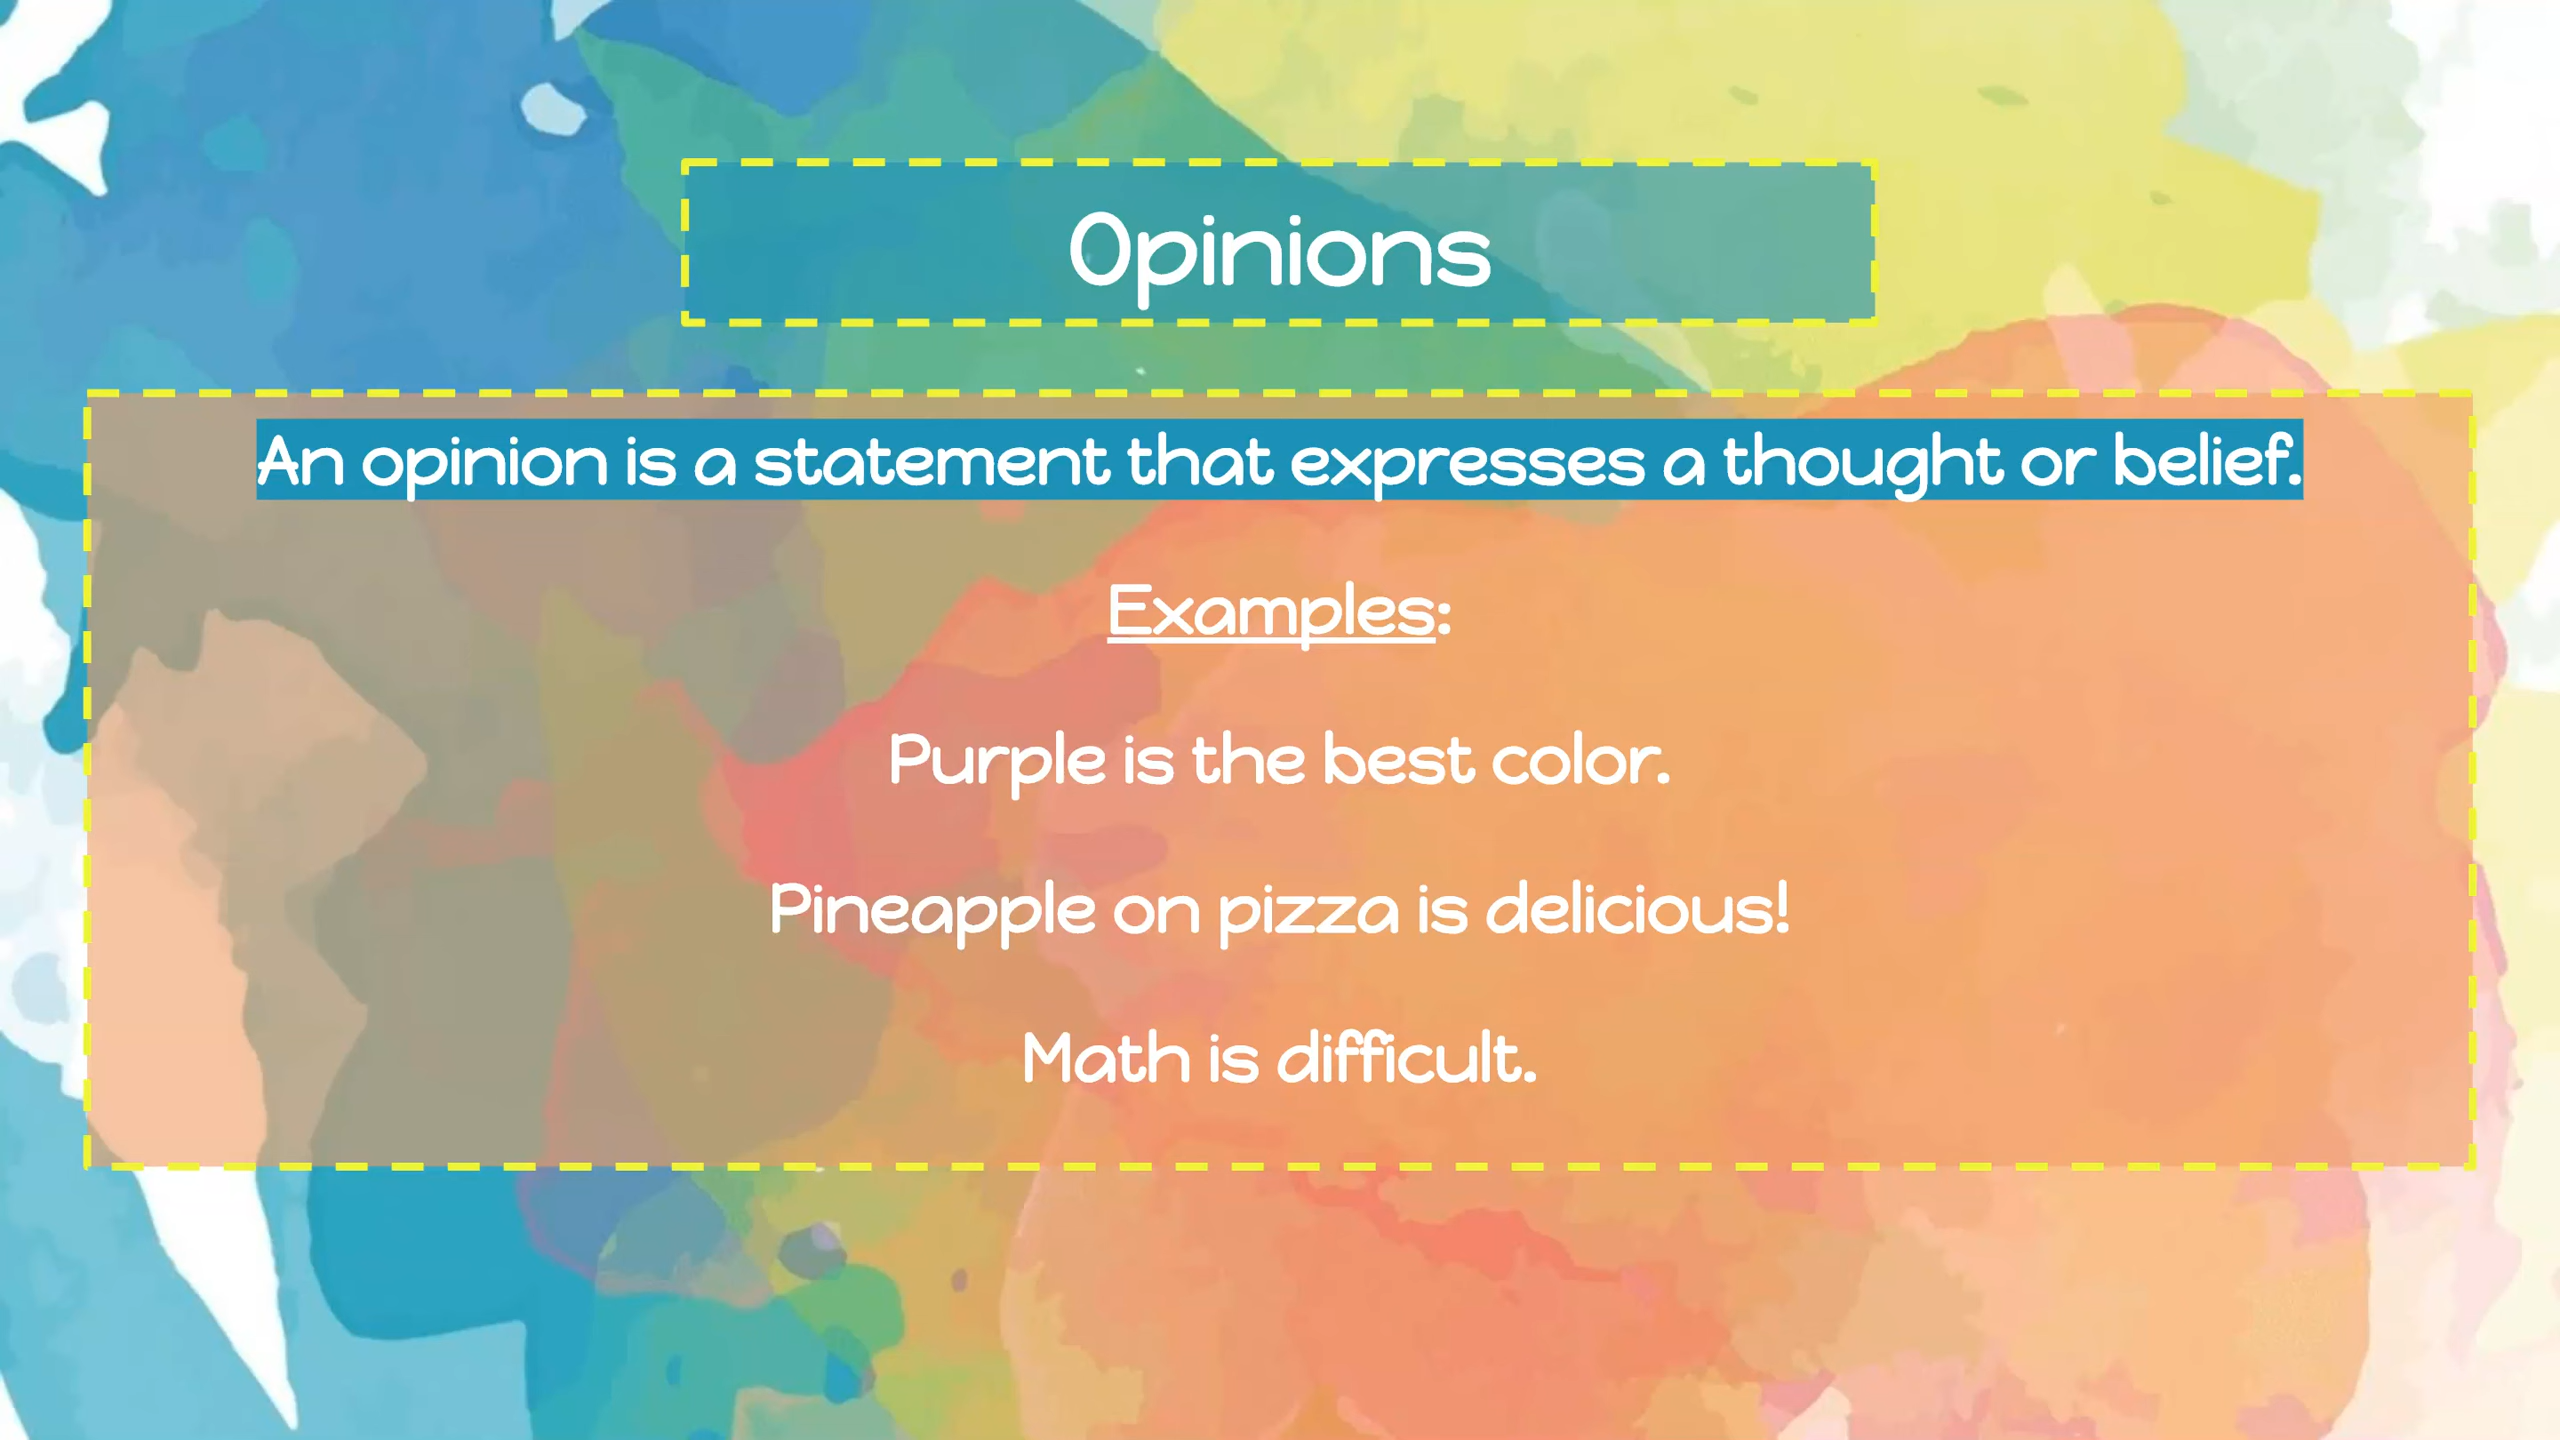 Opinions
An opinion is a statement that expresses a thought or belief.
Examples:
Purple is the best color.
Pineapple on pizza is delicious!
Math is difficult.